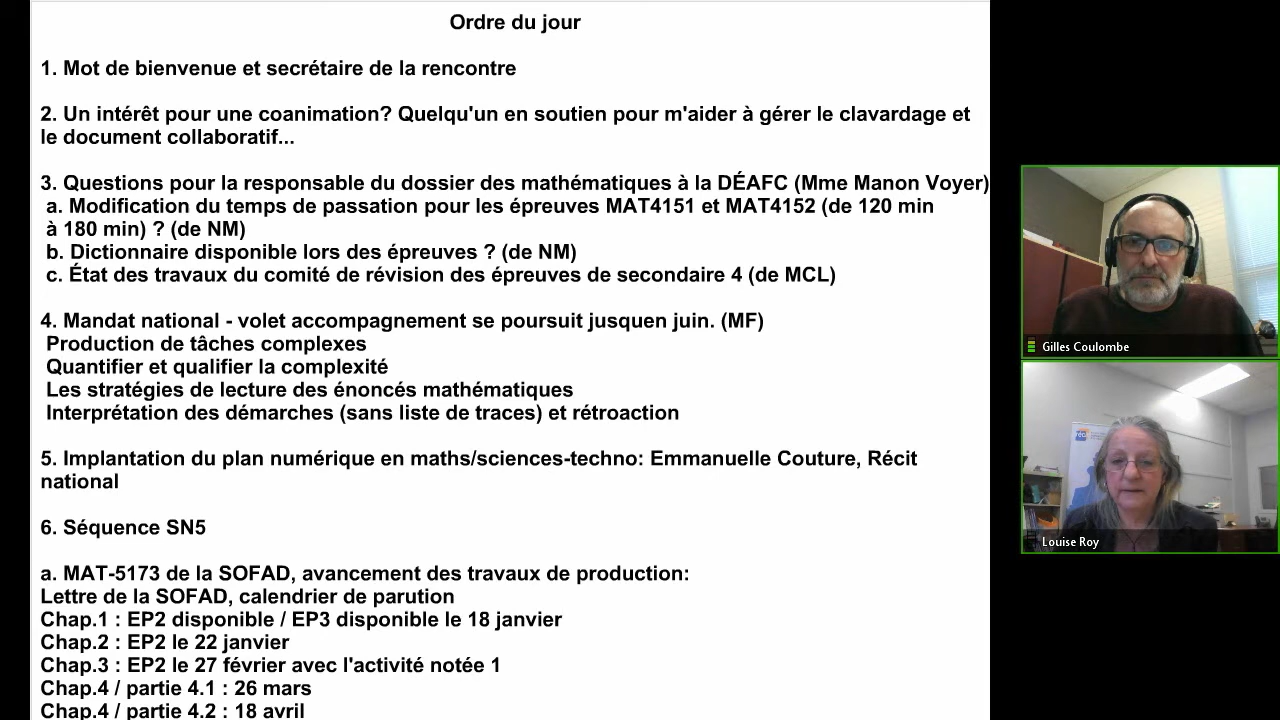 Ordre du jour
1. Mot de bienvenue et secrétaire de la rencontre
2. Un intérêt pour une coanimation? Quelqu'un en soutien pour m'aider à gérer le clavardage et
le document collaboratif...
3. Questions pour la responsable du dossier des mathématiques à la DÉAFC (Mme Manon Voyer)
a. Modification du temps de passation pour les épreuves MAT4151 et MAT4152 (de 120 min
à 180 min) ? (de NM)
b. Dictionnaire disponible lors des épreuves ? (de NM)
c. État des travaux du comité de révision des épreuves de secondaire 4 (de MCL)
4. Mandat national - volet accompagnement se poursuit jusquen juin. (MF)
Production de tâches complexes
Quantifier et qualifier la complexité
Les stratégies de lecture des énoncés mathématiques
Interprétation des démarches (sans liste de traces) et rétroaction
5. Implantation du plan numérique en maths/sciences-techno: Emmanuelle Couture, Récit
national
6. Séquence SN5
a. MAT-5173 de la SOFAD, avancement des travaux de production:
Lettre de la SOFAD, calendrier de parution
Chap.1 : EP2 disponible / EP3 disponible le 18 janvier
Chap.2 : EP2 le 22 janvier
Chap.3 : EP2 le 27 février avec l'activité notée 1
Chap.4 / partie 4.1 : 26 mars
Chap.4 / partie 4.2 : 18 avril
Gilles Coulombe
Louise Roy